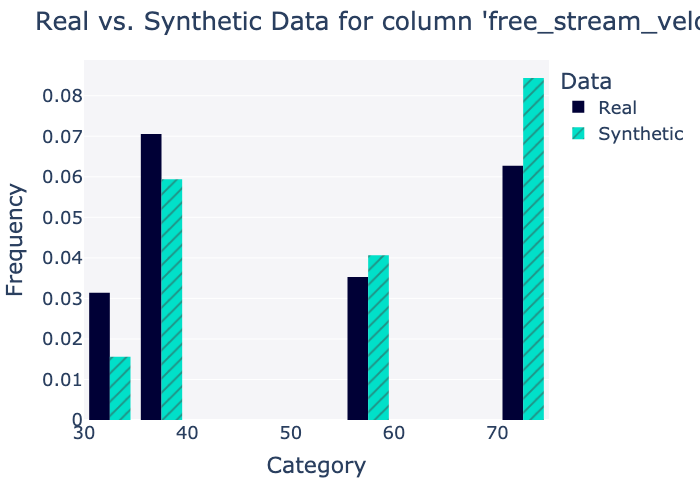 Real vs. Synthetic Data for column 'free_stream_velo
Data
Real
Synthetic
Frequency
0.08
0.07
0.06
0.05
0.04
0.03
0.02
0.01
0
30 40 50 60 70
Category